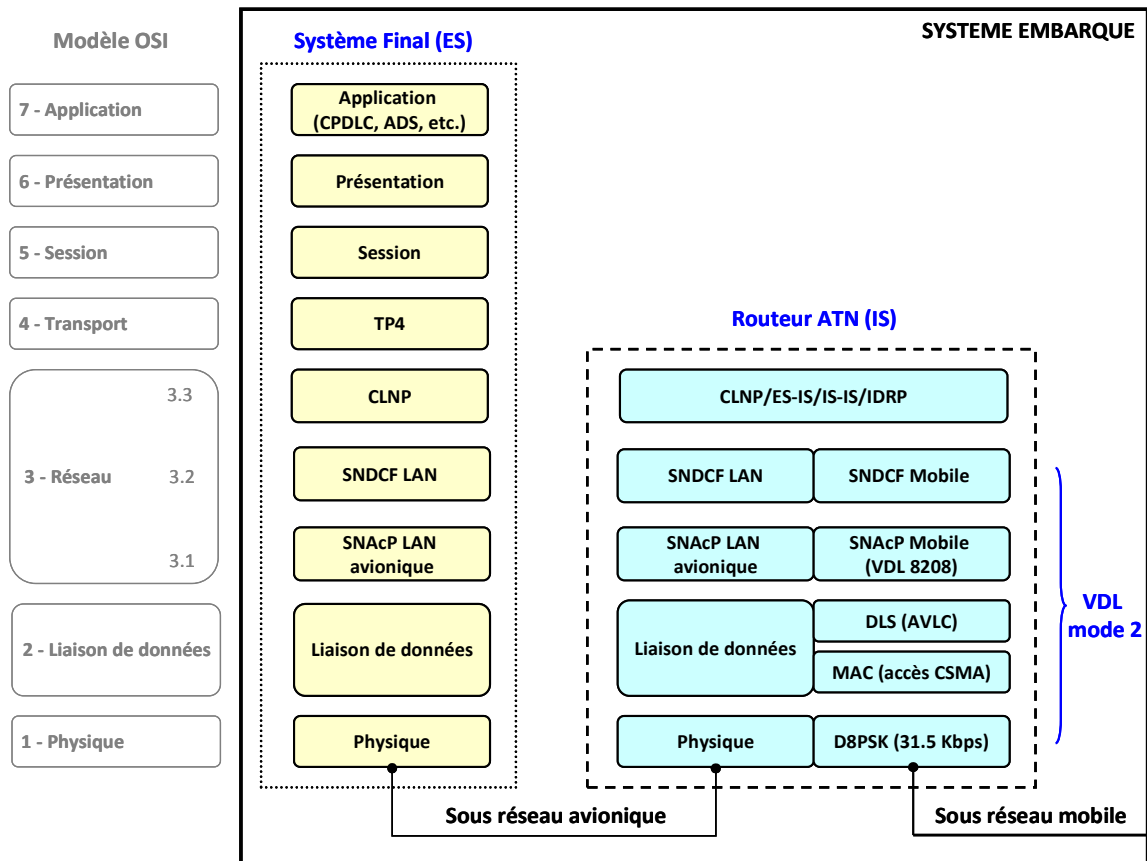 SYSTEME EMBARQUE
Modèle OSI
Système Final (ES)
7 - Application
Application
(CPDLC, ADS, etc.)
6 - Présentation
Présentation
5 - Session
Session
4 - Transport
TP4
Routeur ATN (IS)
3.3
CLNP
CLNP/ES-IS/IS-IS/IDRP
3 - Réseau
3.2
SNDCF LAN
SNDCF LAN
SNDCF Mobile
3.1
SNAcP LAN
avionique
SNAcP LAN
avionique
SNAcP Mobile
(VDL 8208)
VDL
mode 2
2 - Liaison de données
Liaison de données
Liaison de données
DLS (AVLC)
MAC (accès CSMA)
1 - Physique
Physique
Physique
D8PSK (31.5 Kbps)
Sous réseau avionique
Sous réseau mobile